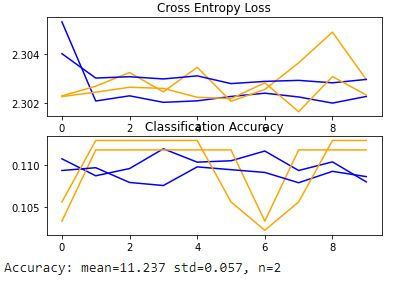 Cross Entropy Loss
2.304
2.302
0 2 4 6 8
Classification Accuracy
0.110
0.105
0 2 4 6 8
Accuracy: mean=11.237 std=0.057, n=2